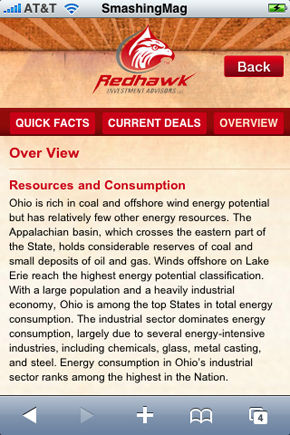 AT&T
SmashingMag
Redhawk
INVESTMENT ADVISORS
Back
QUICK FACTS
CURRENT DEALS
OVERVIEW
Over View
Resources and Consumption
Ohio is rich in coal and offshore wind energy potential
but has relatively few other energy resources. The
Appalachian basin, which crosses the eastern part of
the State, holds considerable reserves of coal and
small deposits of oil and gas. Winds offshore on Lake
Erie reach the highest energy potential classification.
With a large population and a heavily industrial
economy, Ohio is among the top States in total energy
consumption. The industrial sector dominates energy
consumption, largely due to several energy-intensive
industries, including chemicals, glass, metal casting,
and steel. Energy consumption in Ohio's industrial
sector ranks among the highest in the Nation.
4